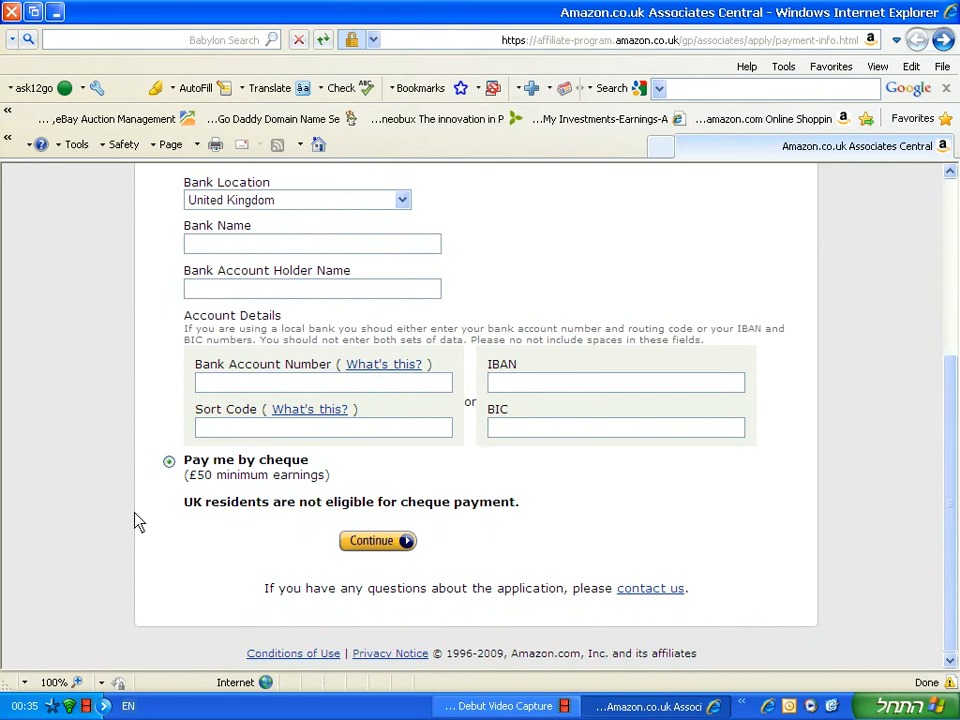 Amazon.co.uk Associates Central - Windows Internet Explorer
Babylon Search
https://affiliate-program.amazon.co.uk/gp/associates/apply/payment-info.html
Help Tools Favorites View Edit File
ask12go AutoFill Translate Check Bookmarks Search Google
eBay Auction Management, ... Go Daddy Domain Name Se... neobux The innovation in P... My Investments-Earnings-A... amazon.com Online Shoppin... Favorites
Tools Safety Page Amazon.co.uk Associates Central
Bank Location
United Kingdom
Bank Name
Bank Account Holder Name
Account Details
If you are using a local bank you shoud either enter your bank account number and routing code or your IBAN and
BIC numbers. You should not enter both sets of data. Please no not include spaces in these fields.
Bank Account Number ( What's this? ) IBAN
or
Sort Code ( What's this? ) BIC
Pay me by cheque
(£50 minimum earnings)
UK residents are not eligible for cheque payment.
Continue
If you have any questions about the application, please contact us.
Conditions of Use | Privacy Notice © 1996-2009, Amazon.com, Inc. and its affiliates
100% Internet Done
00:35 EN ... Debut Video Capture ...Amazon.co.uk Associ « התחל